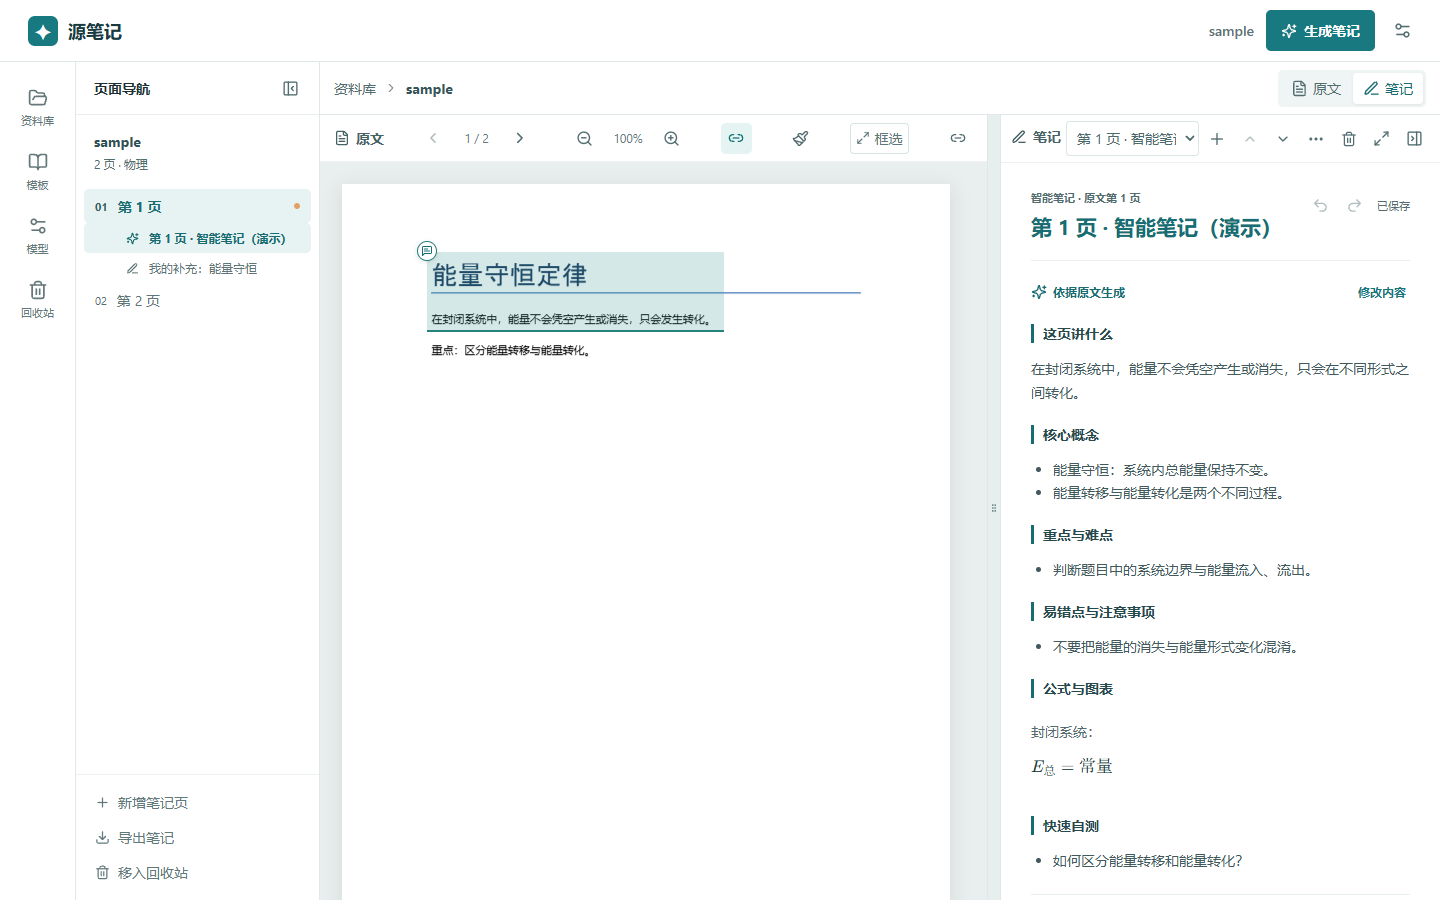 源笔记
sample
生成笔记
资料库
模板
模型
回收站
页面导航
sample
2 页 · 物理
01 第 1 页
第 1 页 · 智能笔记（演示）
我的补充：能量守恒
02 第 2 页
新增笔记页
导出笔记
移入回收站
资料库 > sample
原文
笔记
原文
1 / 2
100%
框选
能量守恒定律
在封闭系统中，能量不会凭空产生或消失，只会发生转化。
重点：区分能量转移与能量转化。
笔记
第 1 页 · 智能笔
智能笔记 · 原文第 1 页
已保存
第 1 页 · 智能笔记（演示）
依据原文生成
修改内容
这页讲什么
在封闭系统中，能量不会凭空产生或消失，只会在不同形式之
间转化。
核心概念
能量守恒：系统内总能量保持不变。
能量转移与能量转化是两个不同过程。
重点与难点
判断题目中的系统边界与能量流入、流出。
易错点与注意事项
不要把能量的消失与能量形式变化混淆。
公式与图表
封闭系统：
E总 = 常量
快速自测
如何区分能量转移和能量转化？